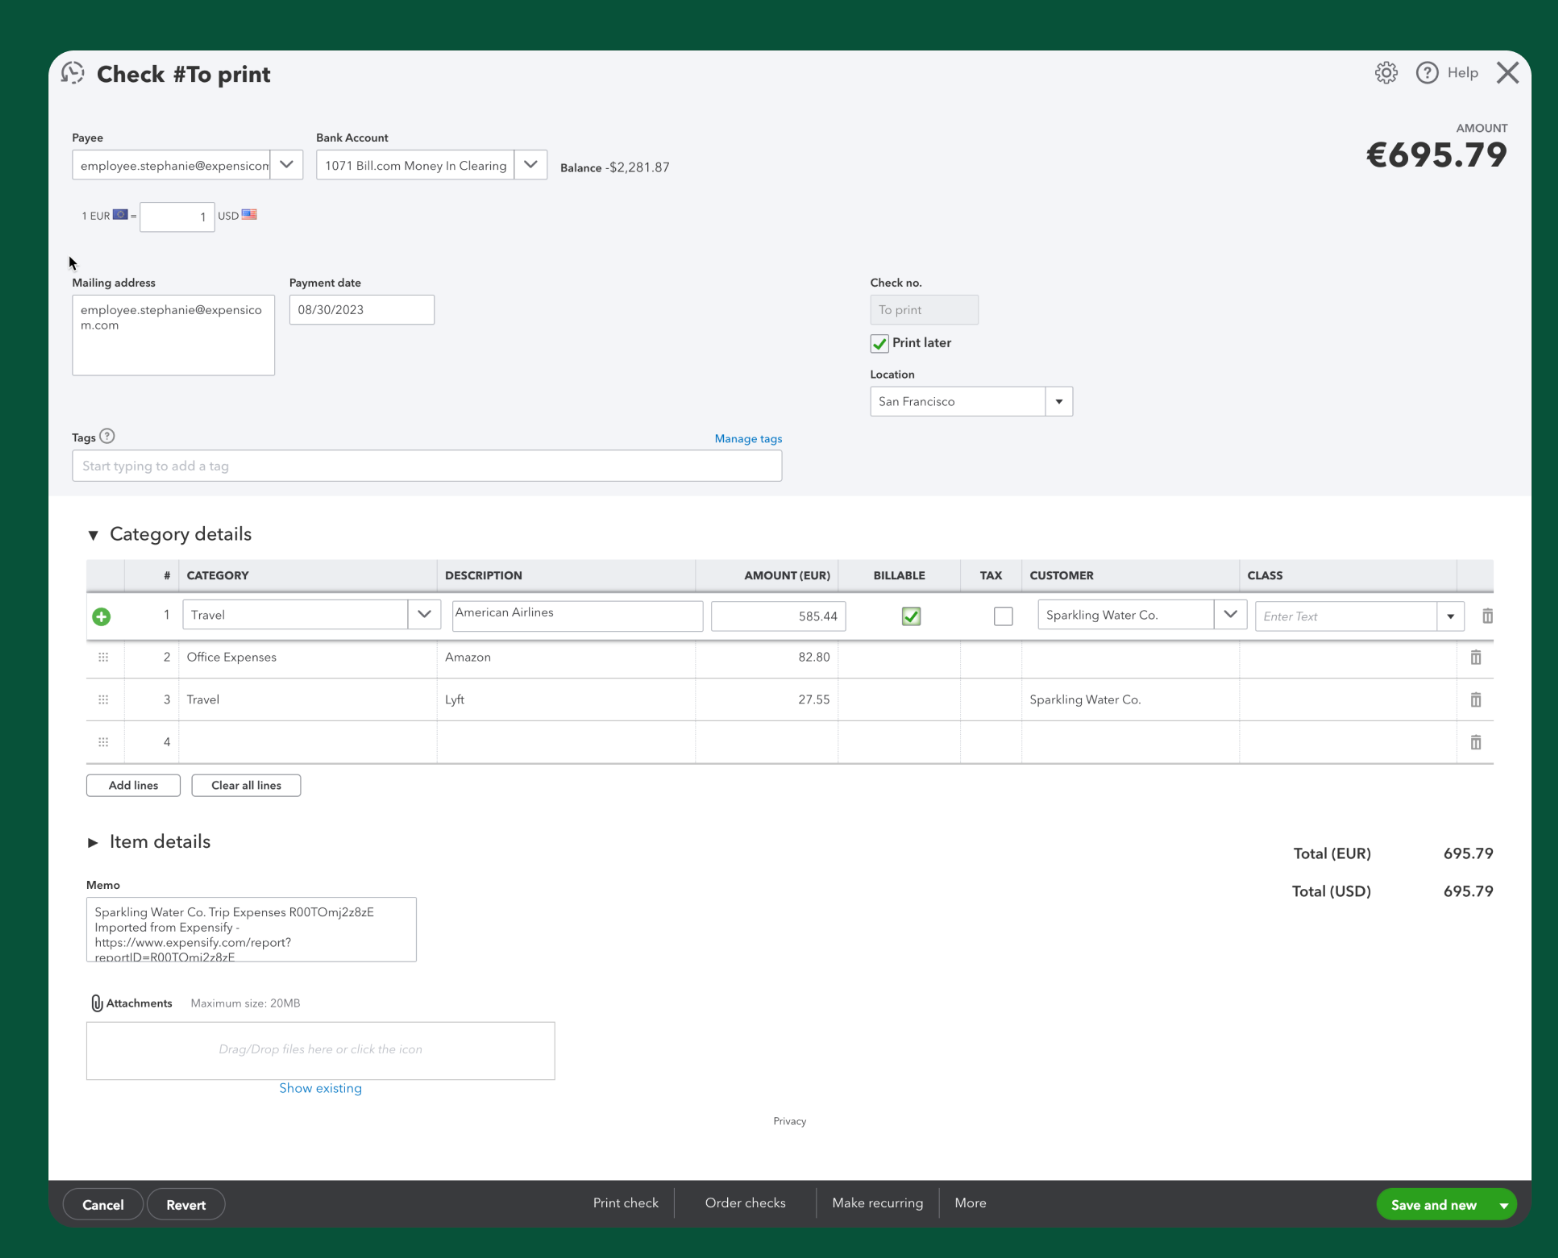 Check #To print
Help
AMOUNT
€695.79
Payee
Bank Account
employee.stephanie@expensicom
1071 Bill.com Money In Clearing
Balance -$2,281.87
1 EUR = 1 USD
Mailing address
Payment date
Check no.
employee.stephanie@expensico
m.com
08/30/2023
To print
Print later
Location
San Francisco
Tags ?
Manage tags
Start typing to add a tag
Category details
# CATEGORY DESCRIPTION AMOUNT (EUR) BILLABLE TAX CUSTOMER CLASS
1 Travel American Airlines 585.44 Sparkling Water Co. Enter Text
2 Office Expenses Amazon 82.80
3 Travel Lyft 27.55 Sparkling Water Co.
4
Add lines
Clear all lines
Item details
Total (EUR) 695.79
Total (USD) 695.79
Memo
Sparkling Water Co. Trip Expenses R00TOmj2z8zE
Imported from Expensify -
https://www.expensify.com/report?
reportID=R00TOmj2z8zE
Attachments Maximum size: 20MB
Drag/Drop files here or click the icon
Show existing
Privacy
Cancel
Revert
Print check
Order checks
Make recurring
More
Save and new